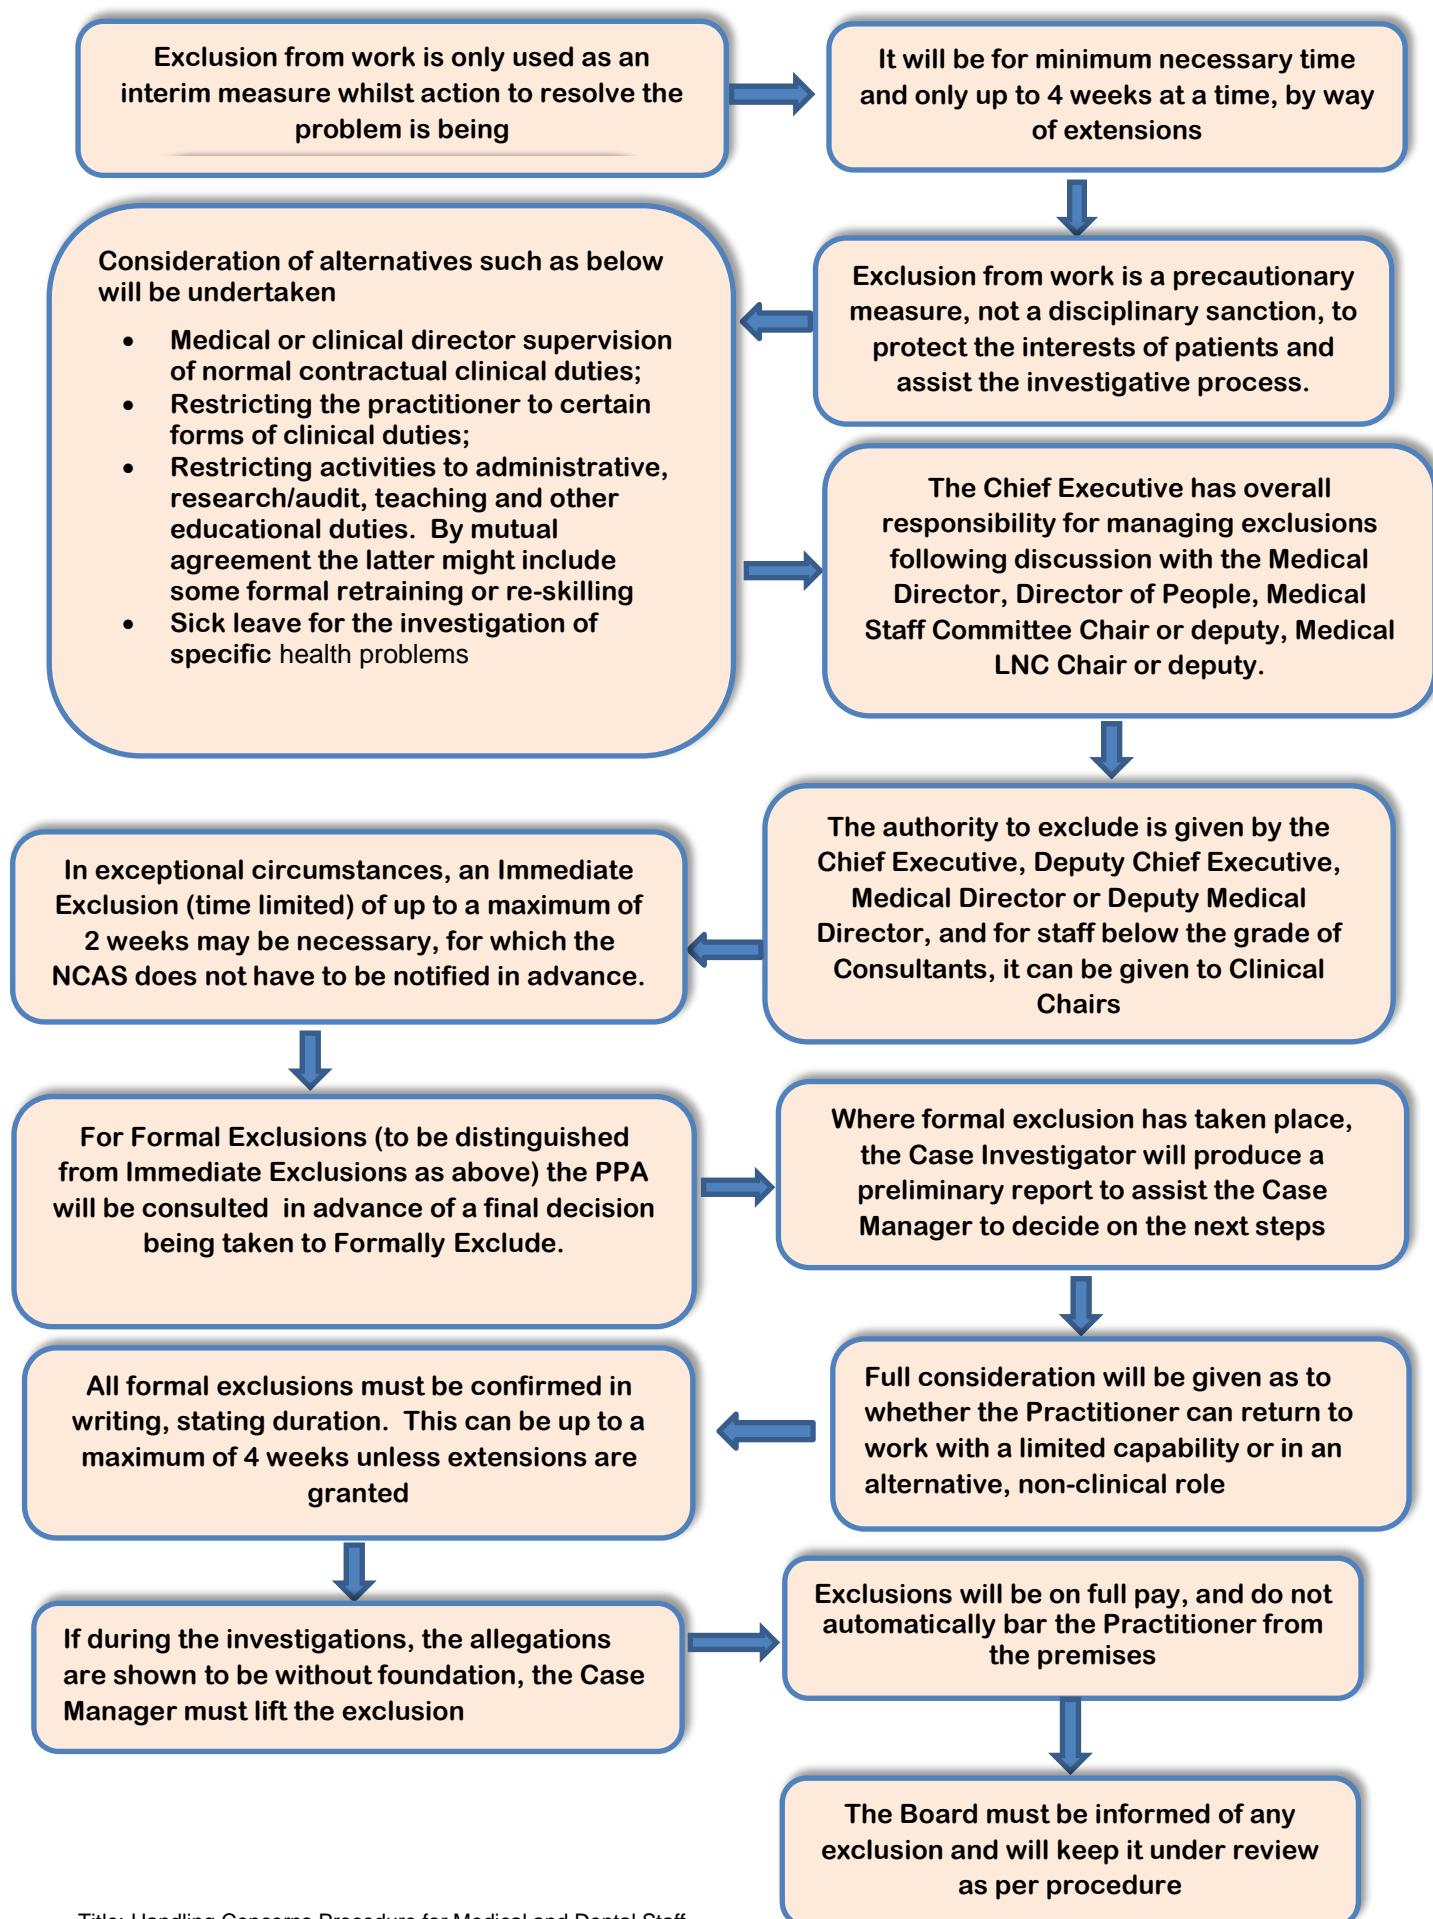 Exclusion from work is only used as an
interim measure whilst action to resolve the
problem is being
It will be for minimum necessary time
and only up to 4 weeks at a time, by way
of extensions
Exclusion from work is a precautionary
measure, not a disciplinary sanction, to
protect the interests of patients and
assist the investigative process.
Consideration of alternatives such as below
will be undertaken
• Medical or clinical director supervision
of normal contractual clinical duties;
• Restricting the practitioner to certain
forms of clinical duties;
• Restricting activities to administrative,
research/audit, teaching and other
educational duties.  By mutual
agreement the latter might include
some formal retraining or re-skilling
• Sick leave for the investigation of
specific health problems
The Chief Executive has overall
responsibility for managing exclusions
following discussion with the Medical
Director, Director of People, Medical
Staff Committee Chair or deputy, Medical
LNC Chair or deputy.
The authority to exclude is given by the
Chief Executive, Deputy Chief Executive,
Medical Director or Deputy Medical
Director, and for staff below the grade of
Consultants, it can be given to Clinical
Chairs
In exceptional circumstances, an Immediate
Exclusion (time limited) of up to a maximum of
2 weeks may be necessary, for which the
NCAS does not have to be notified in advance.
For Formal Exclusions (to be distinguished
from Immediate Exclusions as above) the PPA
will be consulted  in advance of a final decision
being taken to Formally Exclude.
Where formal exclusion has taken place,
the Case Investigator will produce a
preliminary report to assist the Case
Manager to decide on the next steps
Full consideration will be given as to
whether the Practitioner can return to
work with a limited capability or in an
alternative, non-clinical role
All formal exclusions must be confirmed in
writing, stating duration.  This can be up to a
maximum of 4 weeks unless extensions are
granted
If during the investigations, the allegations
are shown to be without foundation, the Case
Manager must lift the exclusion
Exclusions will be on full pay, and do not
automatically bar the Practitioner from
the premises
The Board must be informed of any
exclusion and will keep it under review
as per procedure
Title: Handling Concerns Procedure for Medical and Dental Staff